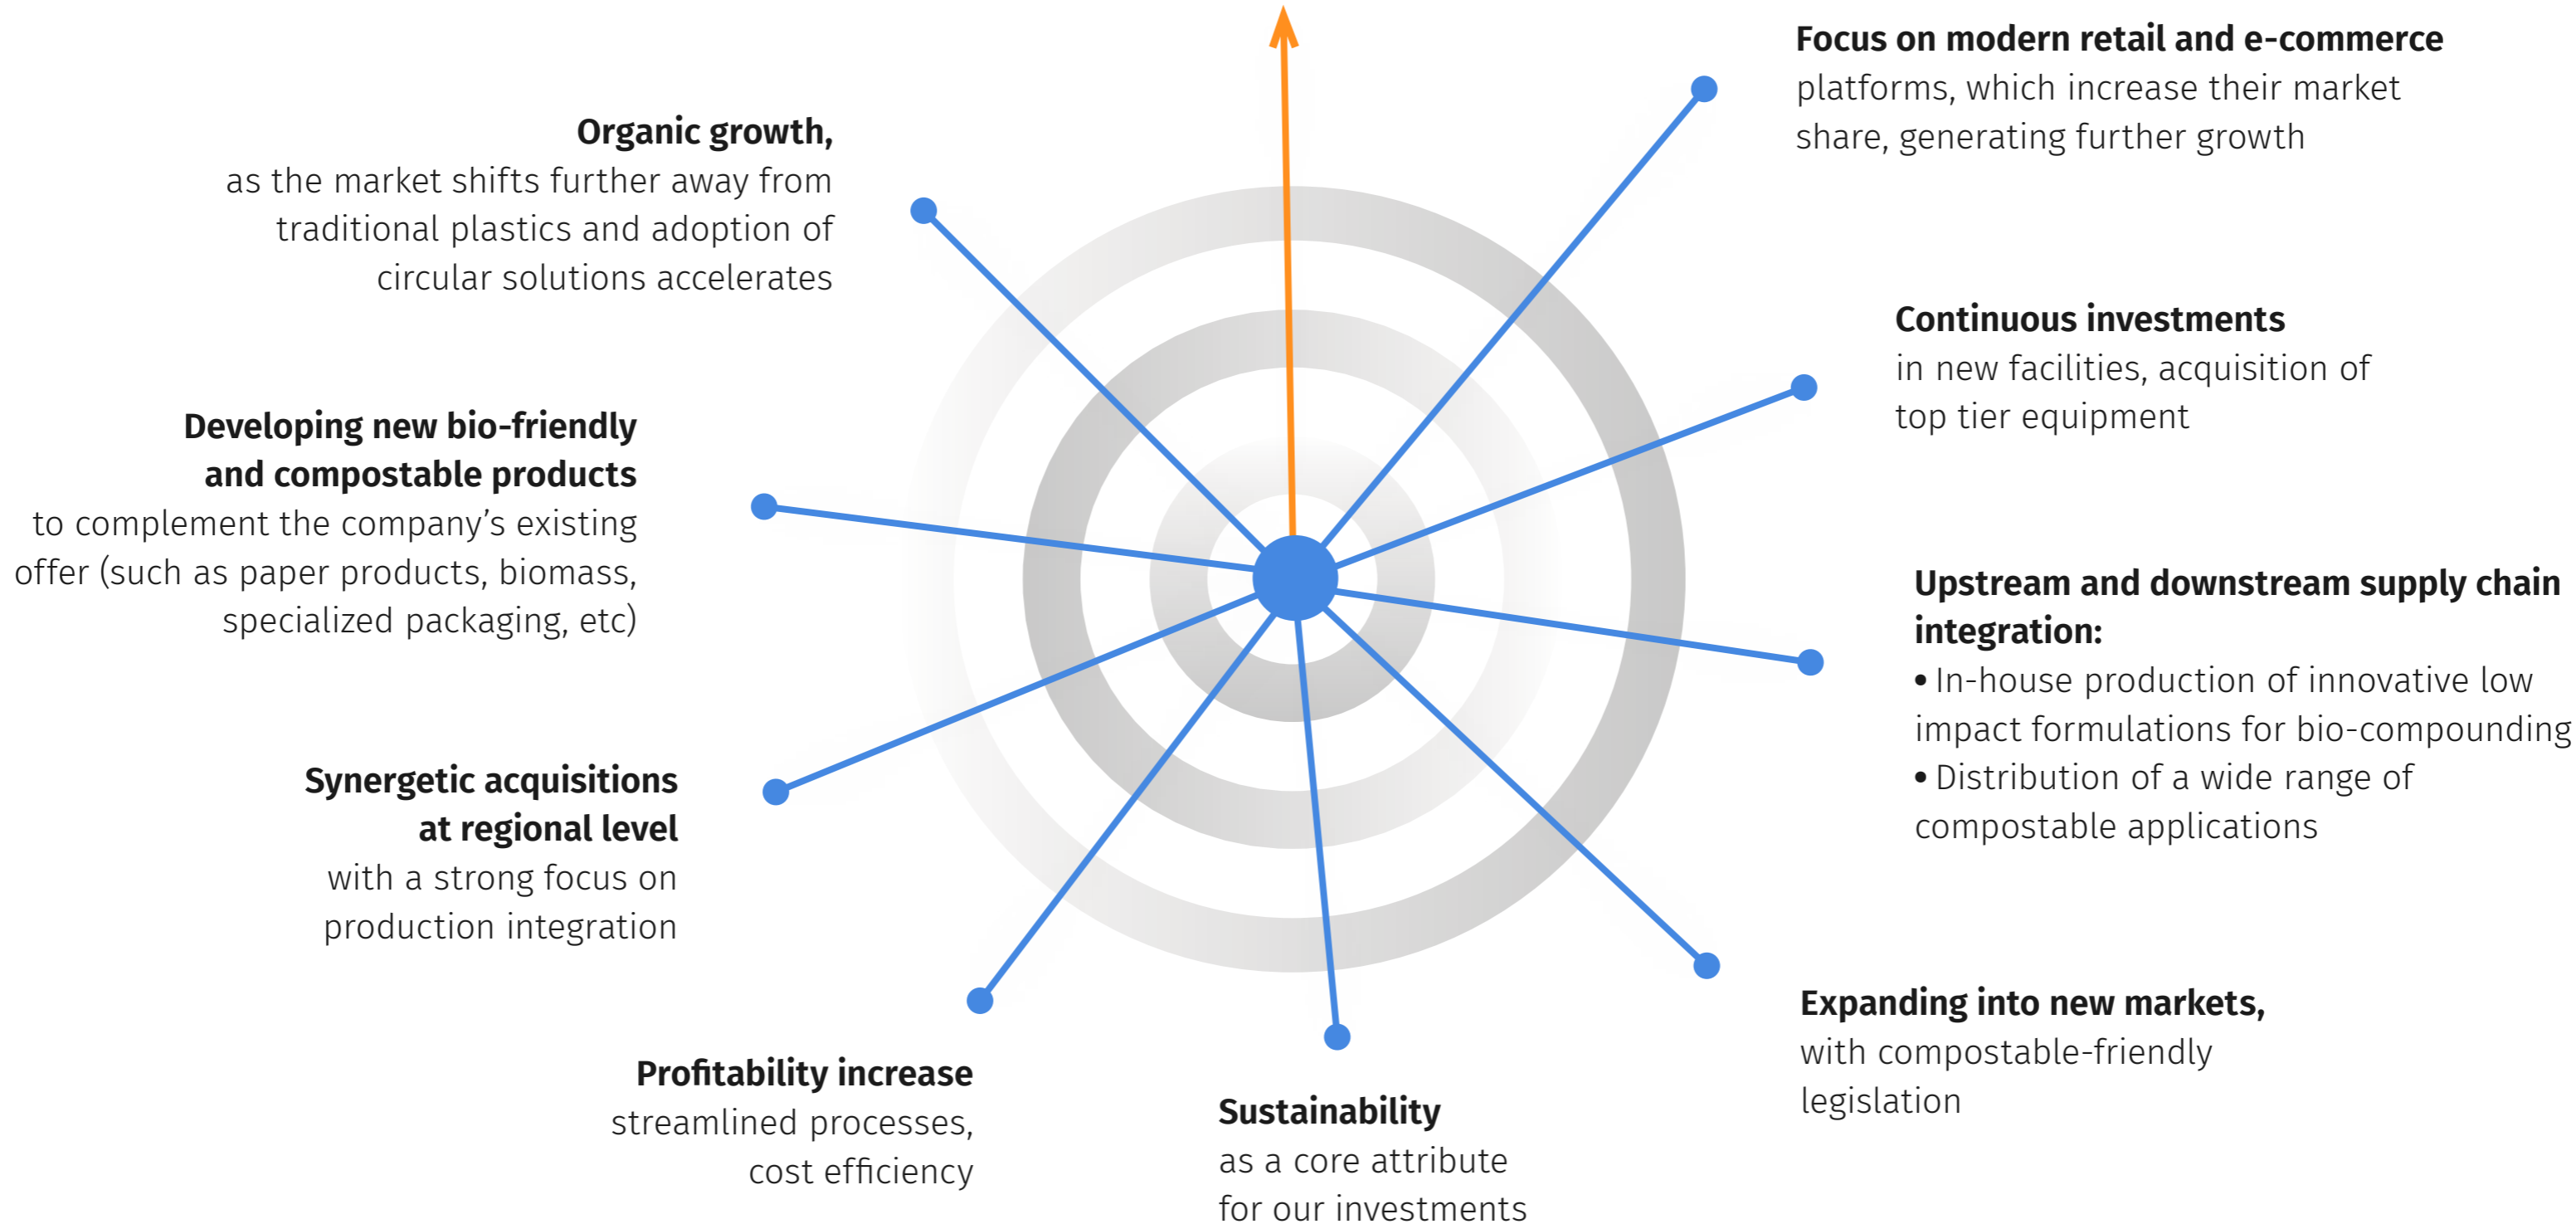 Focus on modern retail and e-commerce
platforms, which increase their market
share, generating further growth
Organic growth,
as the market shifts further away from
traditional plastics and adoption of
circular solutions accelerates
Continuous investments
in new facilities, acquisition of
top tier equipment
Developing new bio-friendly
and compostable products
to complement the company’s existing
offer (such as paper products, biomass,
specialized packaging, etc)
Upstream and downstream supply chain
integration:
• In-house production of innovative low
impact formulations for bio-compounding
• Distribution of a wide range of
compostable applications
Synergetic acquisitions
at regional level
with a strong focus on
production integration
Expanding into new markets,
with compostable-friendly
legislation
Profitability increase
streamlined processes,
cost efficiency
Sustainability
as a core attribute
for our investments